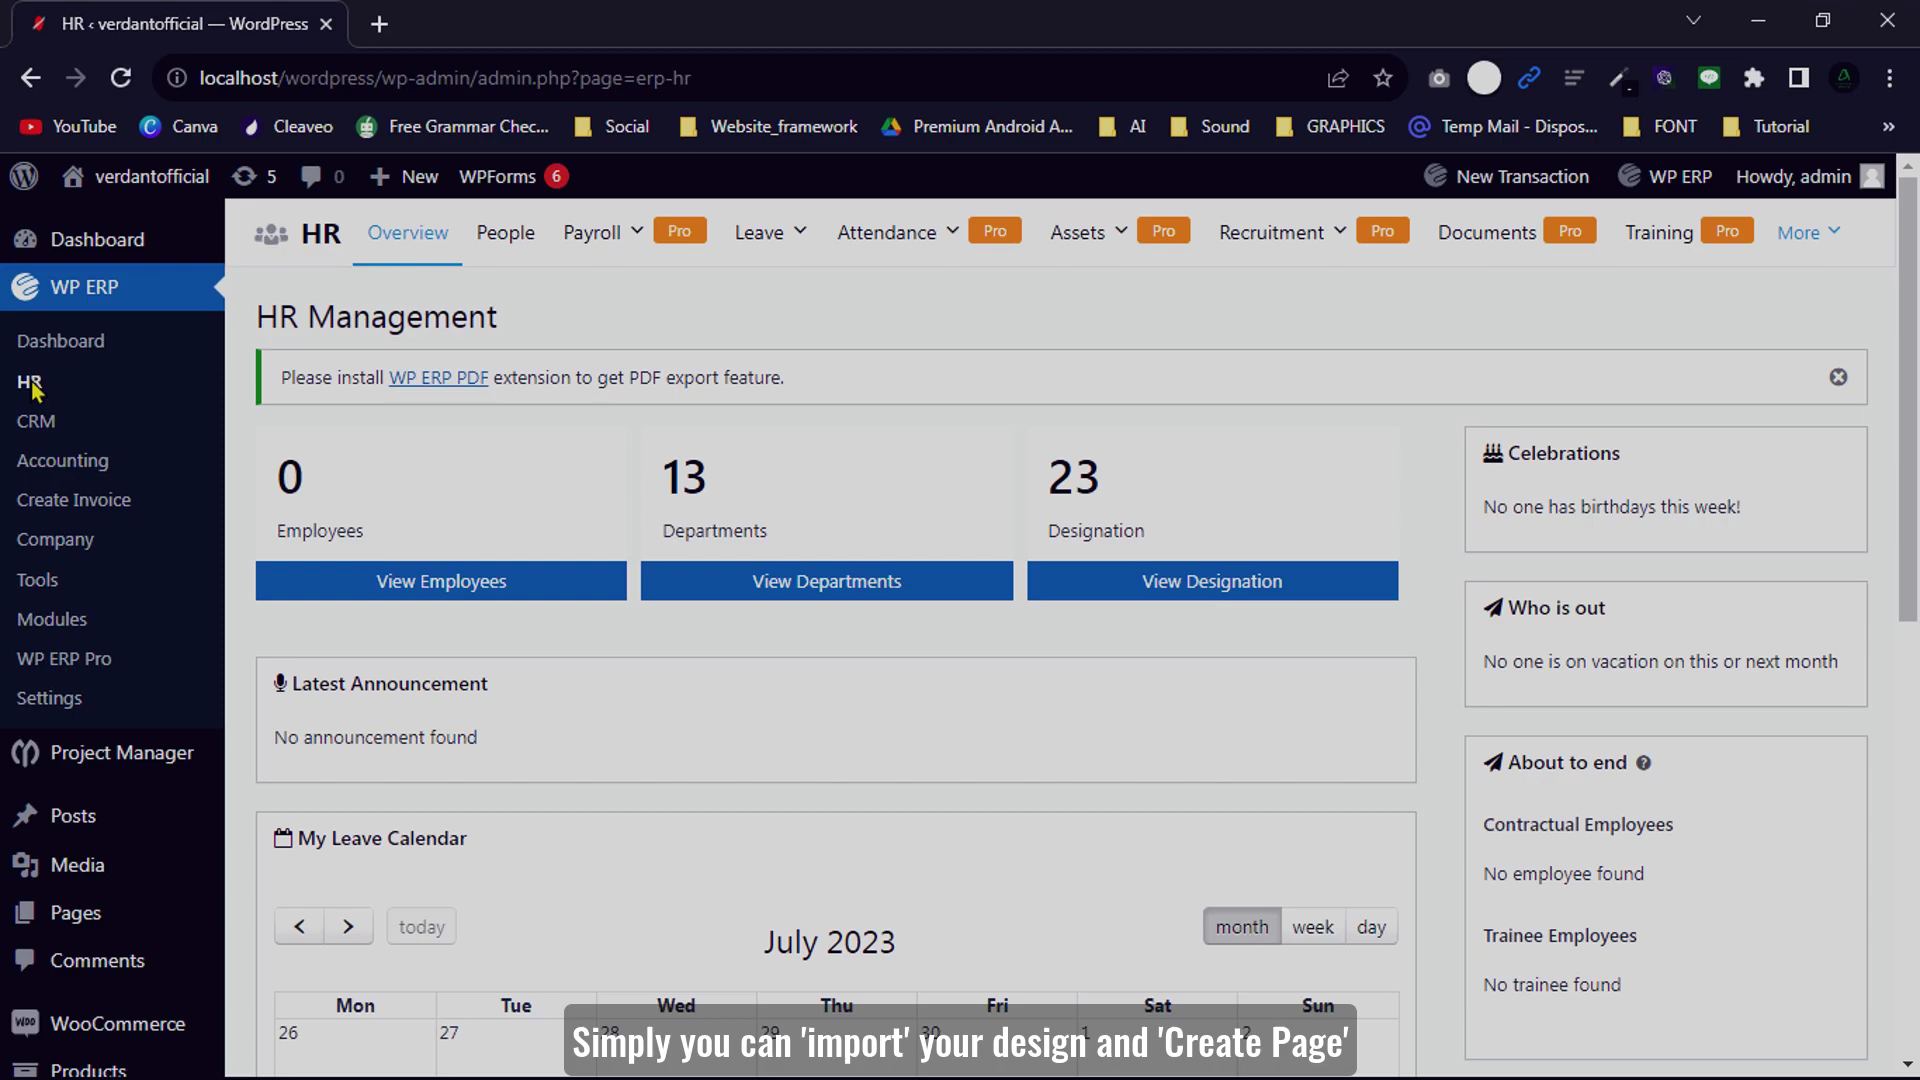 HR ‹ verdantofficial — WordPress
localhost/wordpress/wp-admin/admin.php?page=erp-hr
YouTube Canva Cleaveo Free Grammar Chec... Social Website_framework Premium Android A... AI Sound GRAPHICS Temp Mail - Dispos... FONT Tutorial »
verdantofficial 5 0 New WPForms 6 New Transaction WP ERP Howdy, admin
HR Overview People Payroll Pro Leave Attendance Pro Assets Pro Recruitment Pro Documents Pro Training Pro More
Dashboard
WP ERP
Dashboard
HR
CRM
Accounting
Create Invoice
Company
Tools
Modules
WP ERP Pro
Settings
Project Manager
Posts
Media
Pages
Comments
WooCommerce
Products
HR Management
Please install WP ERP PDF extension to get PDF export feature.
0
Employees
View Employees
13
Departments
View Departments
23
Designation
View Designation
Latest Announcement
No announcement found
My Leave Calendar
today
July 2023
month week day
Mon Tue Wed Thu Fri Sat Sun
26 27 28 29 30 1 2
Celebrations
No one has birthdays this week!
Who is out
No one is on vacation on this or next month
About to end
Contractual Employees
No employee found
Trainee Employees
No trainee found
Simply you can 'import' your design and 'Create Page'